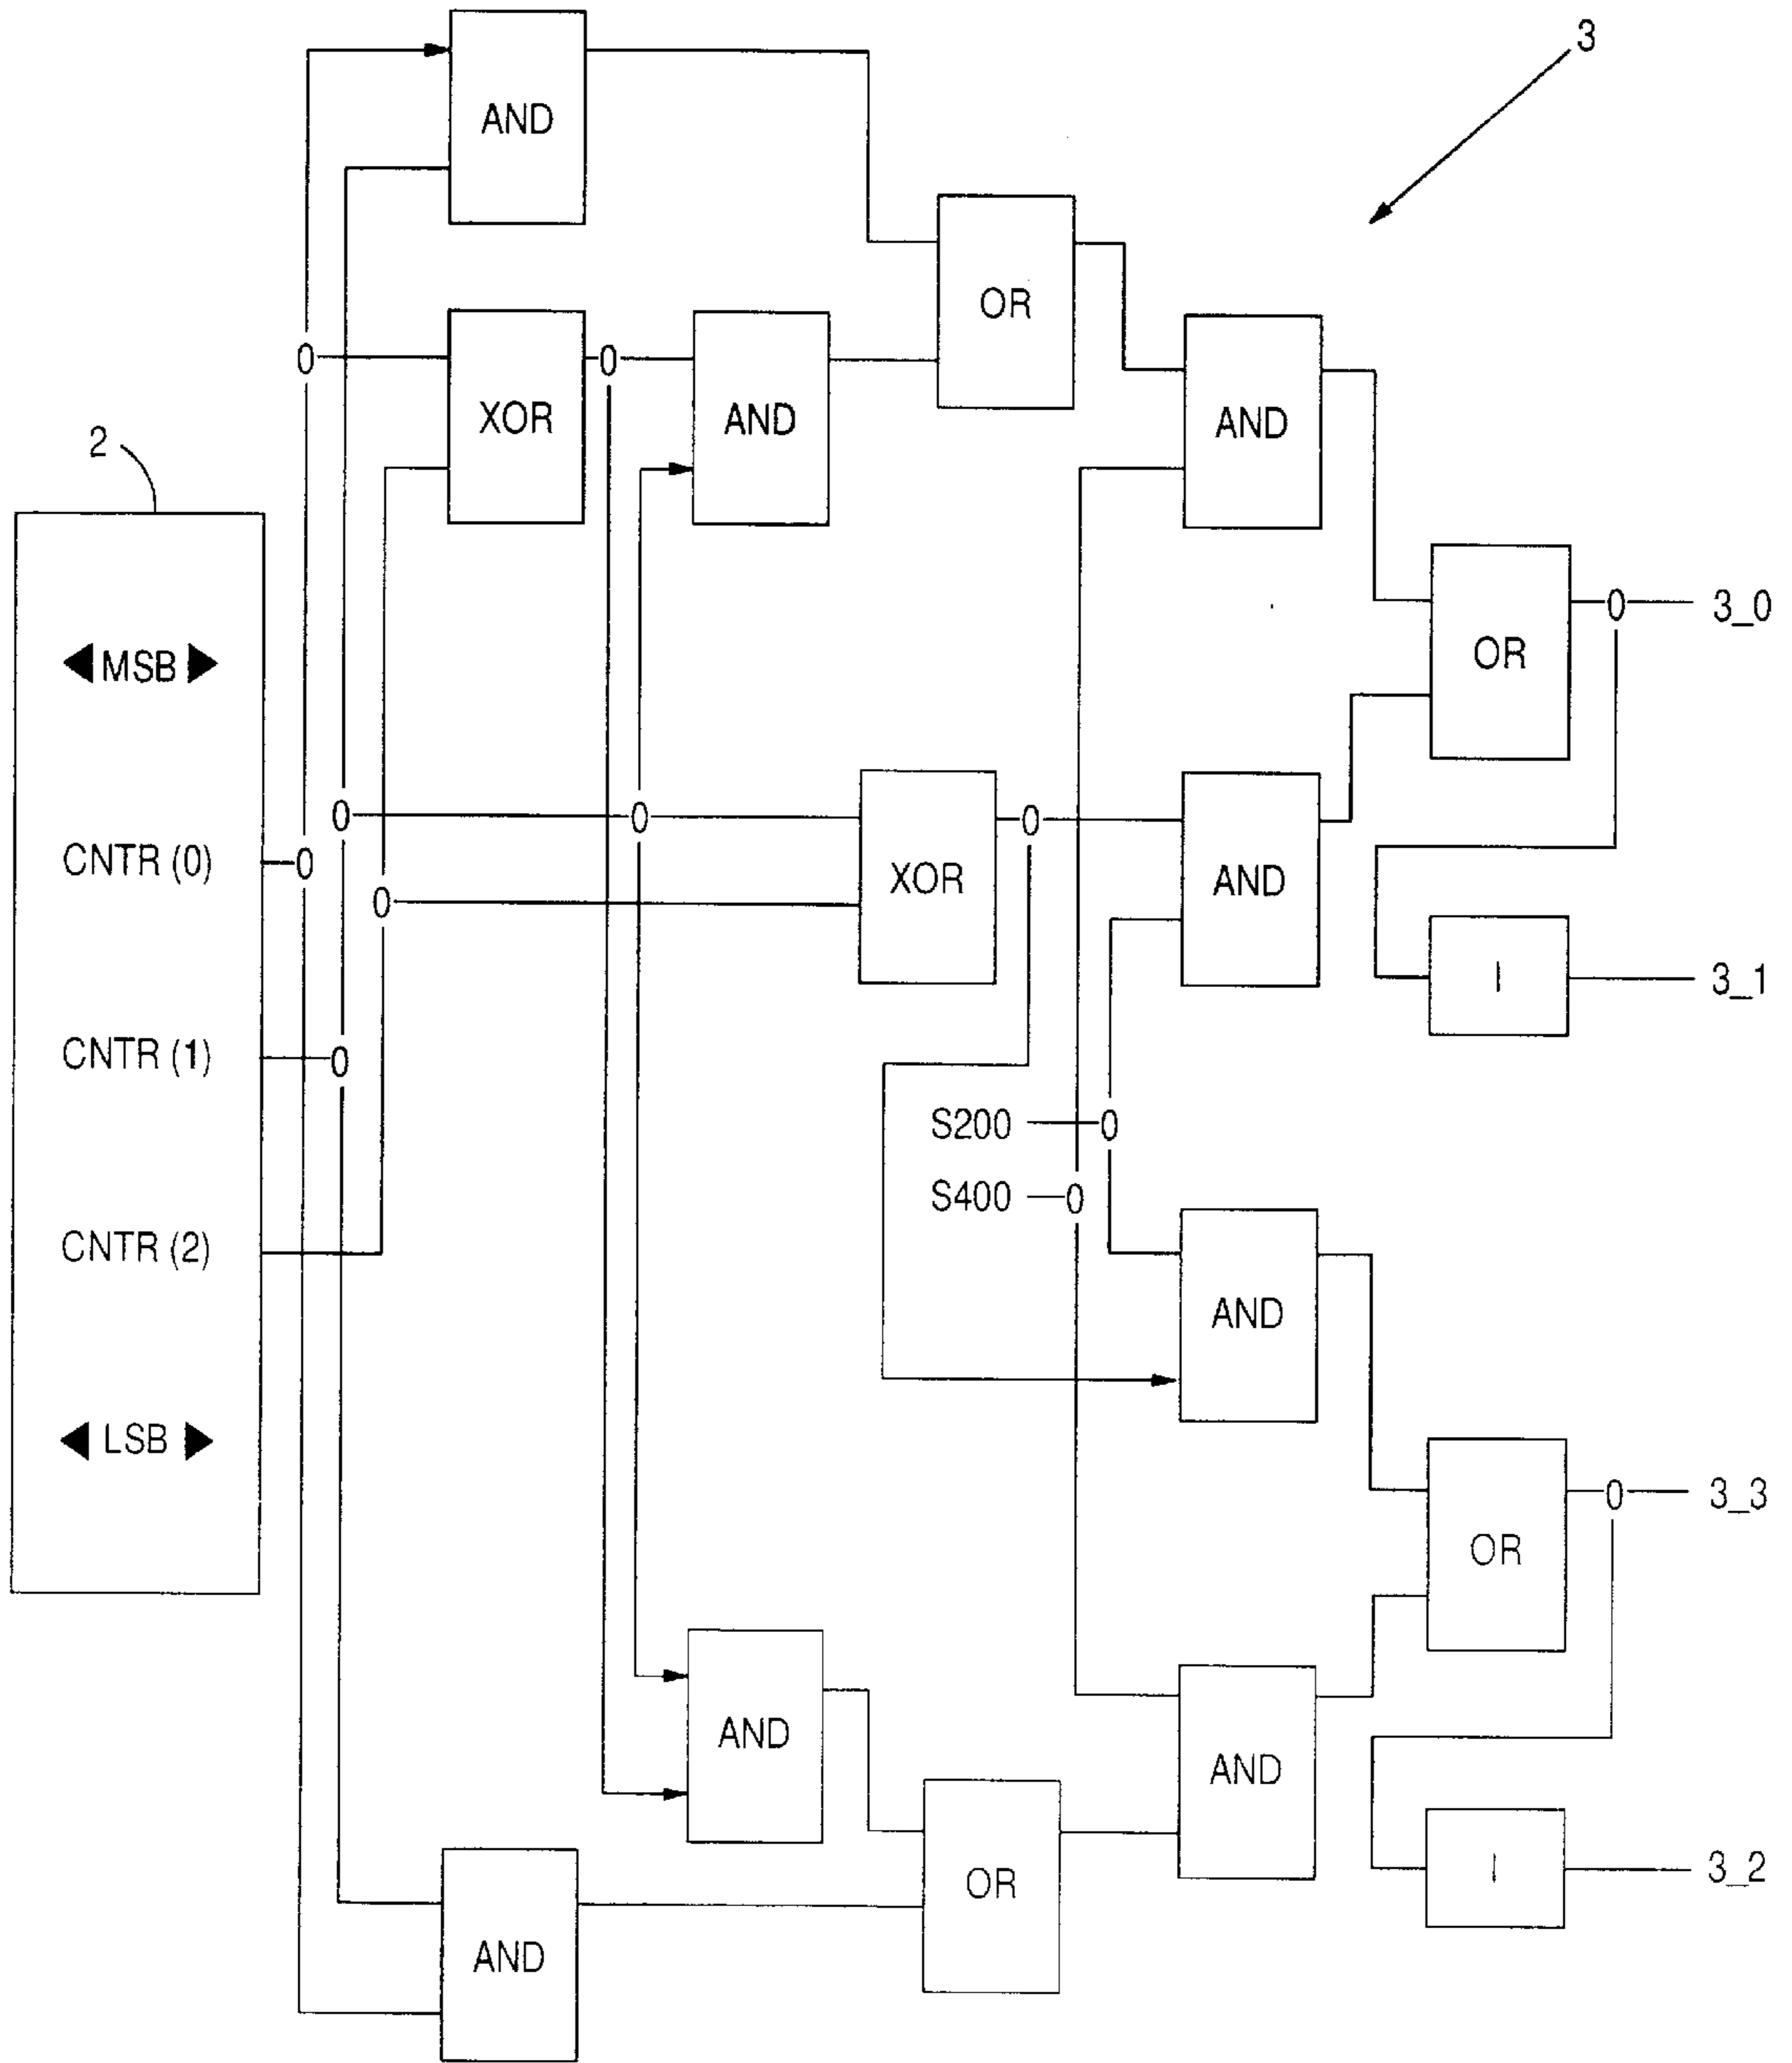 3
AND
OR
XOR
AND
AND
2
3_0
OR
◀ MSB ▶
CNTR (0)
XOR
AND
I
3_1
CNTR (1)
S200
S400
CNTR (2)
AND
◀ LSB ▶
3_3
OR
AND
AND
OR
I
3_2
AND